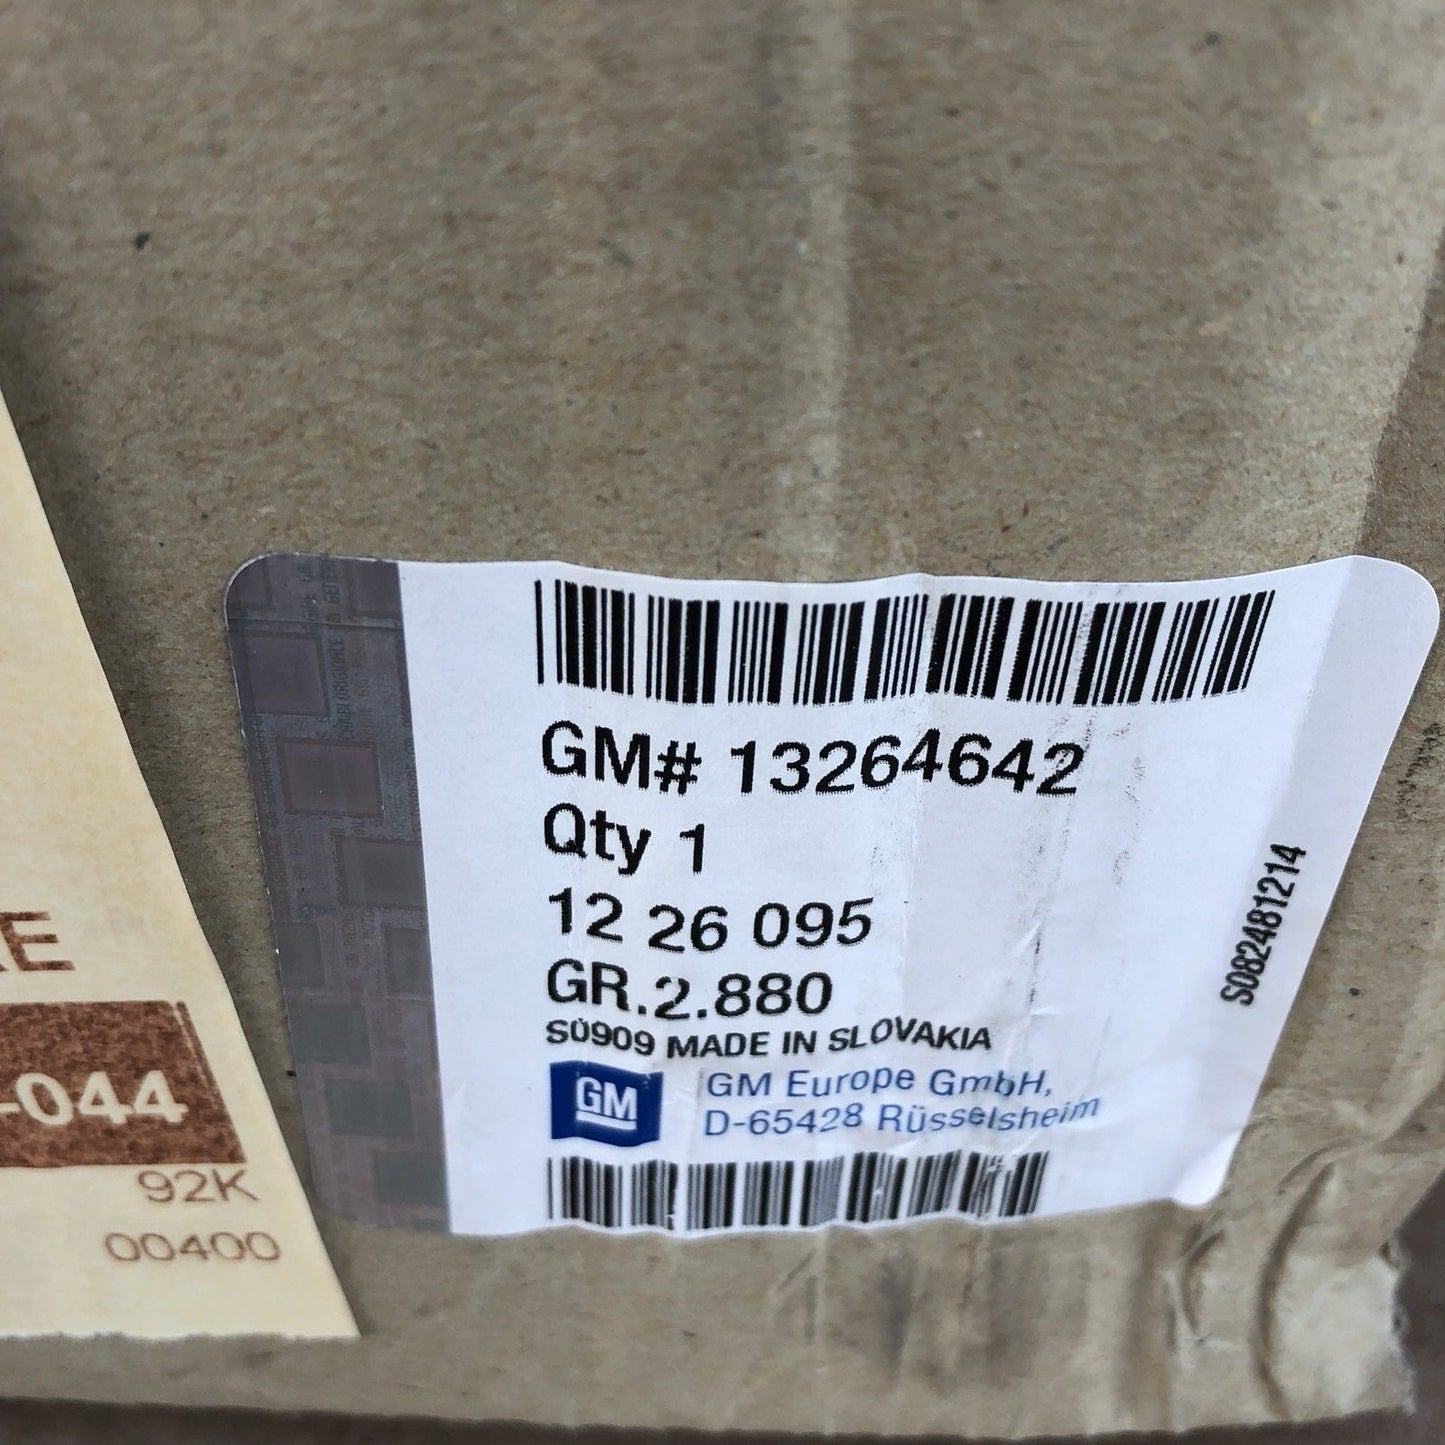 GM# 13264642
Qty 1
12 26 095
GR.2.880
S0909 MADE IN SLOVAKIA
GM
GM Europe GmbH,
D-65428 Rüsselsheim
S082481214
-044
92K
00400